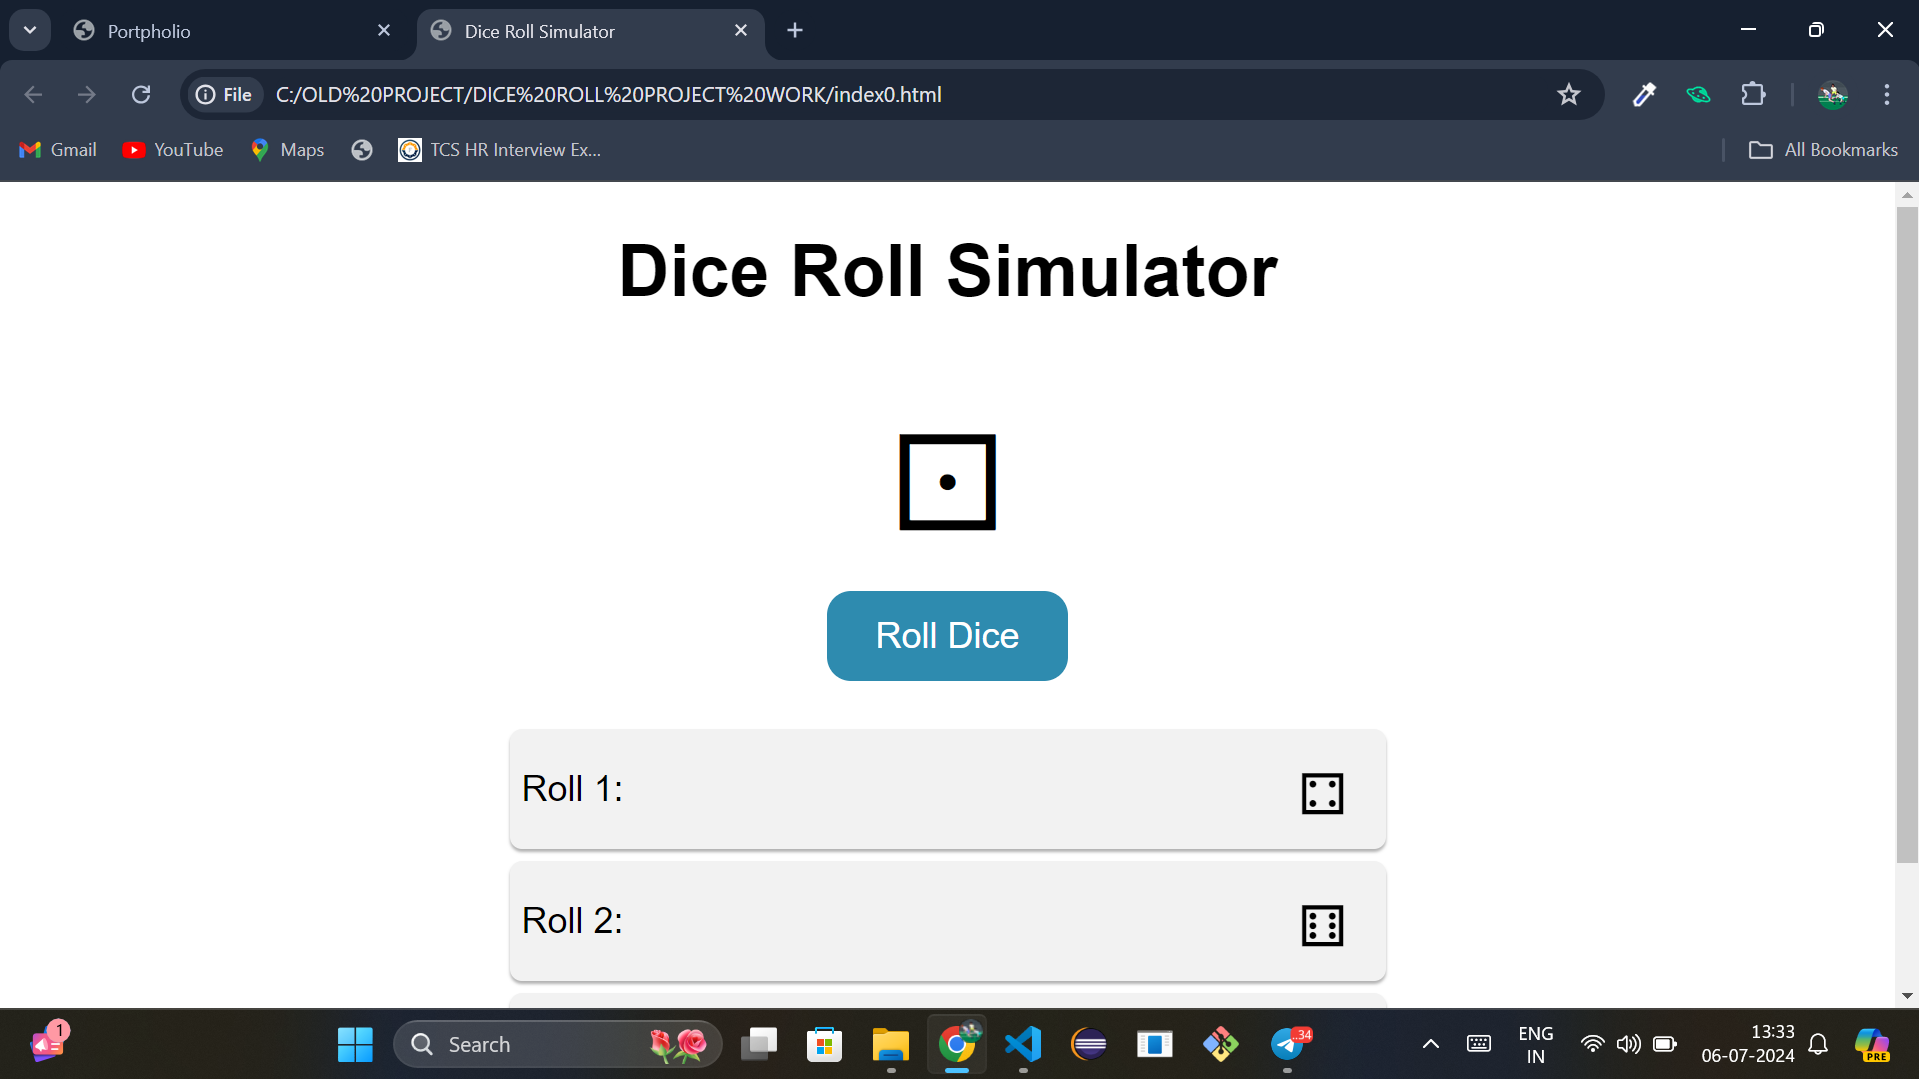 Portpholio
Dice Roll Simulator
File
C:/OLD%20PROJECT/DICE%20ROLL%20PROJECT%20WORK/index0.html
Gmail
YouTube
Maps
TCS HR Interview Ex...
All Bookmarks
Dice Roll Simulator
Roll Dice
Roll 1:
Roll 2:
1
Search
PRE
..34
ENG
IN
13:33
06-07-2024